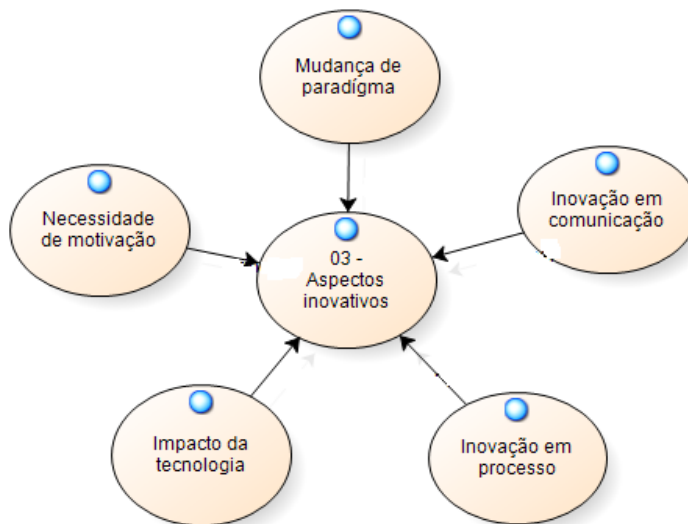 Mudança de
paradígma
Inovação em
comunicação
Necessidade
de motivação
03 -
Aspectos
inovativos
Impacto da
tecnologia
Inovação em
processo